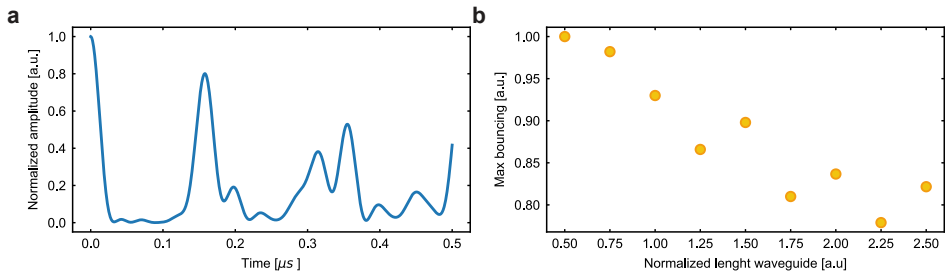 a
Normalized amplitude [a.u.]
1.0
0.8
0.6
0.4
0.2
0.0
0.0 0.1 0.2 0.3 0.4 0.5
Time [μs ]
b
Max bouncing [a.u.]
1.00
0.95
0.90
0.85
0.80
0.50 0.75 1.00 1.25 1.50 1.75 2.00 2.25 2.50
Normalized lenght waveguide [a.u]